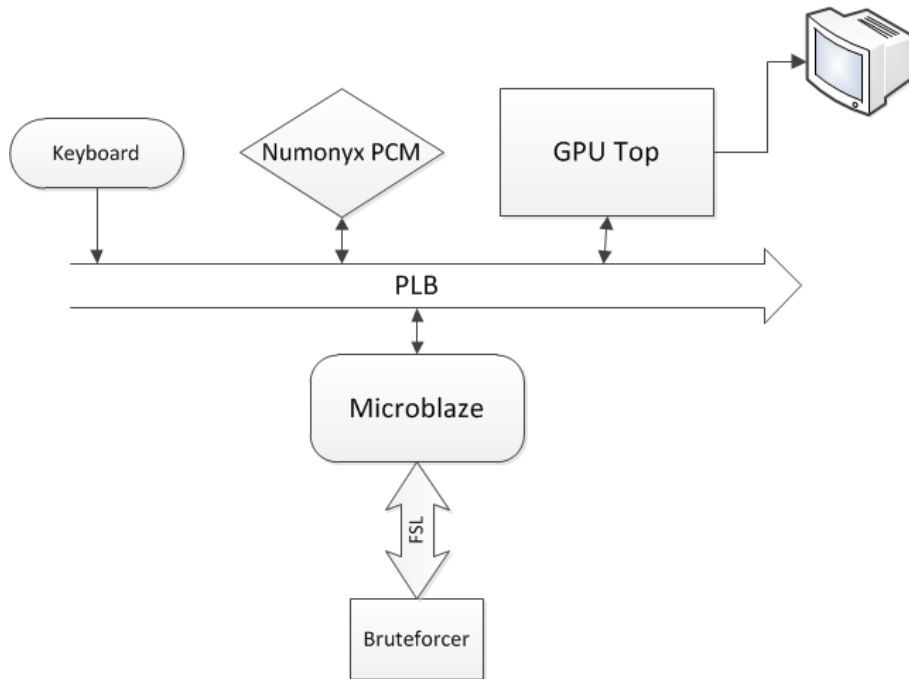 Keyboard
Numonyx PCM
GPU Top
PLB
Microblaze
FSL
Bruteforcer